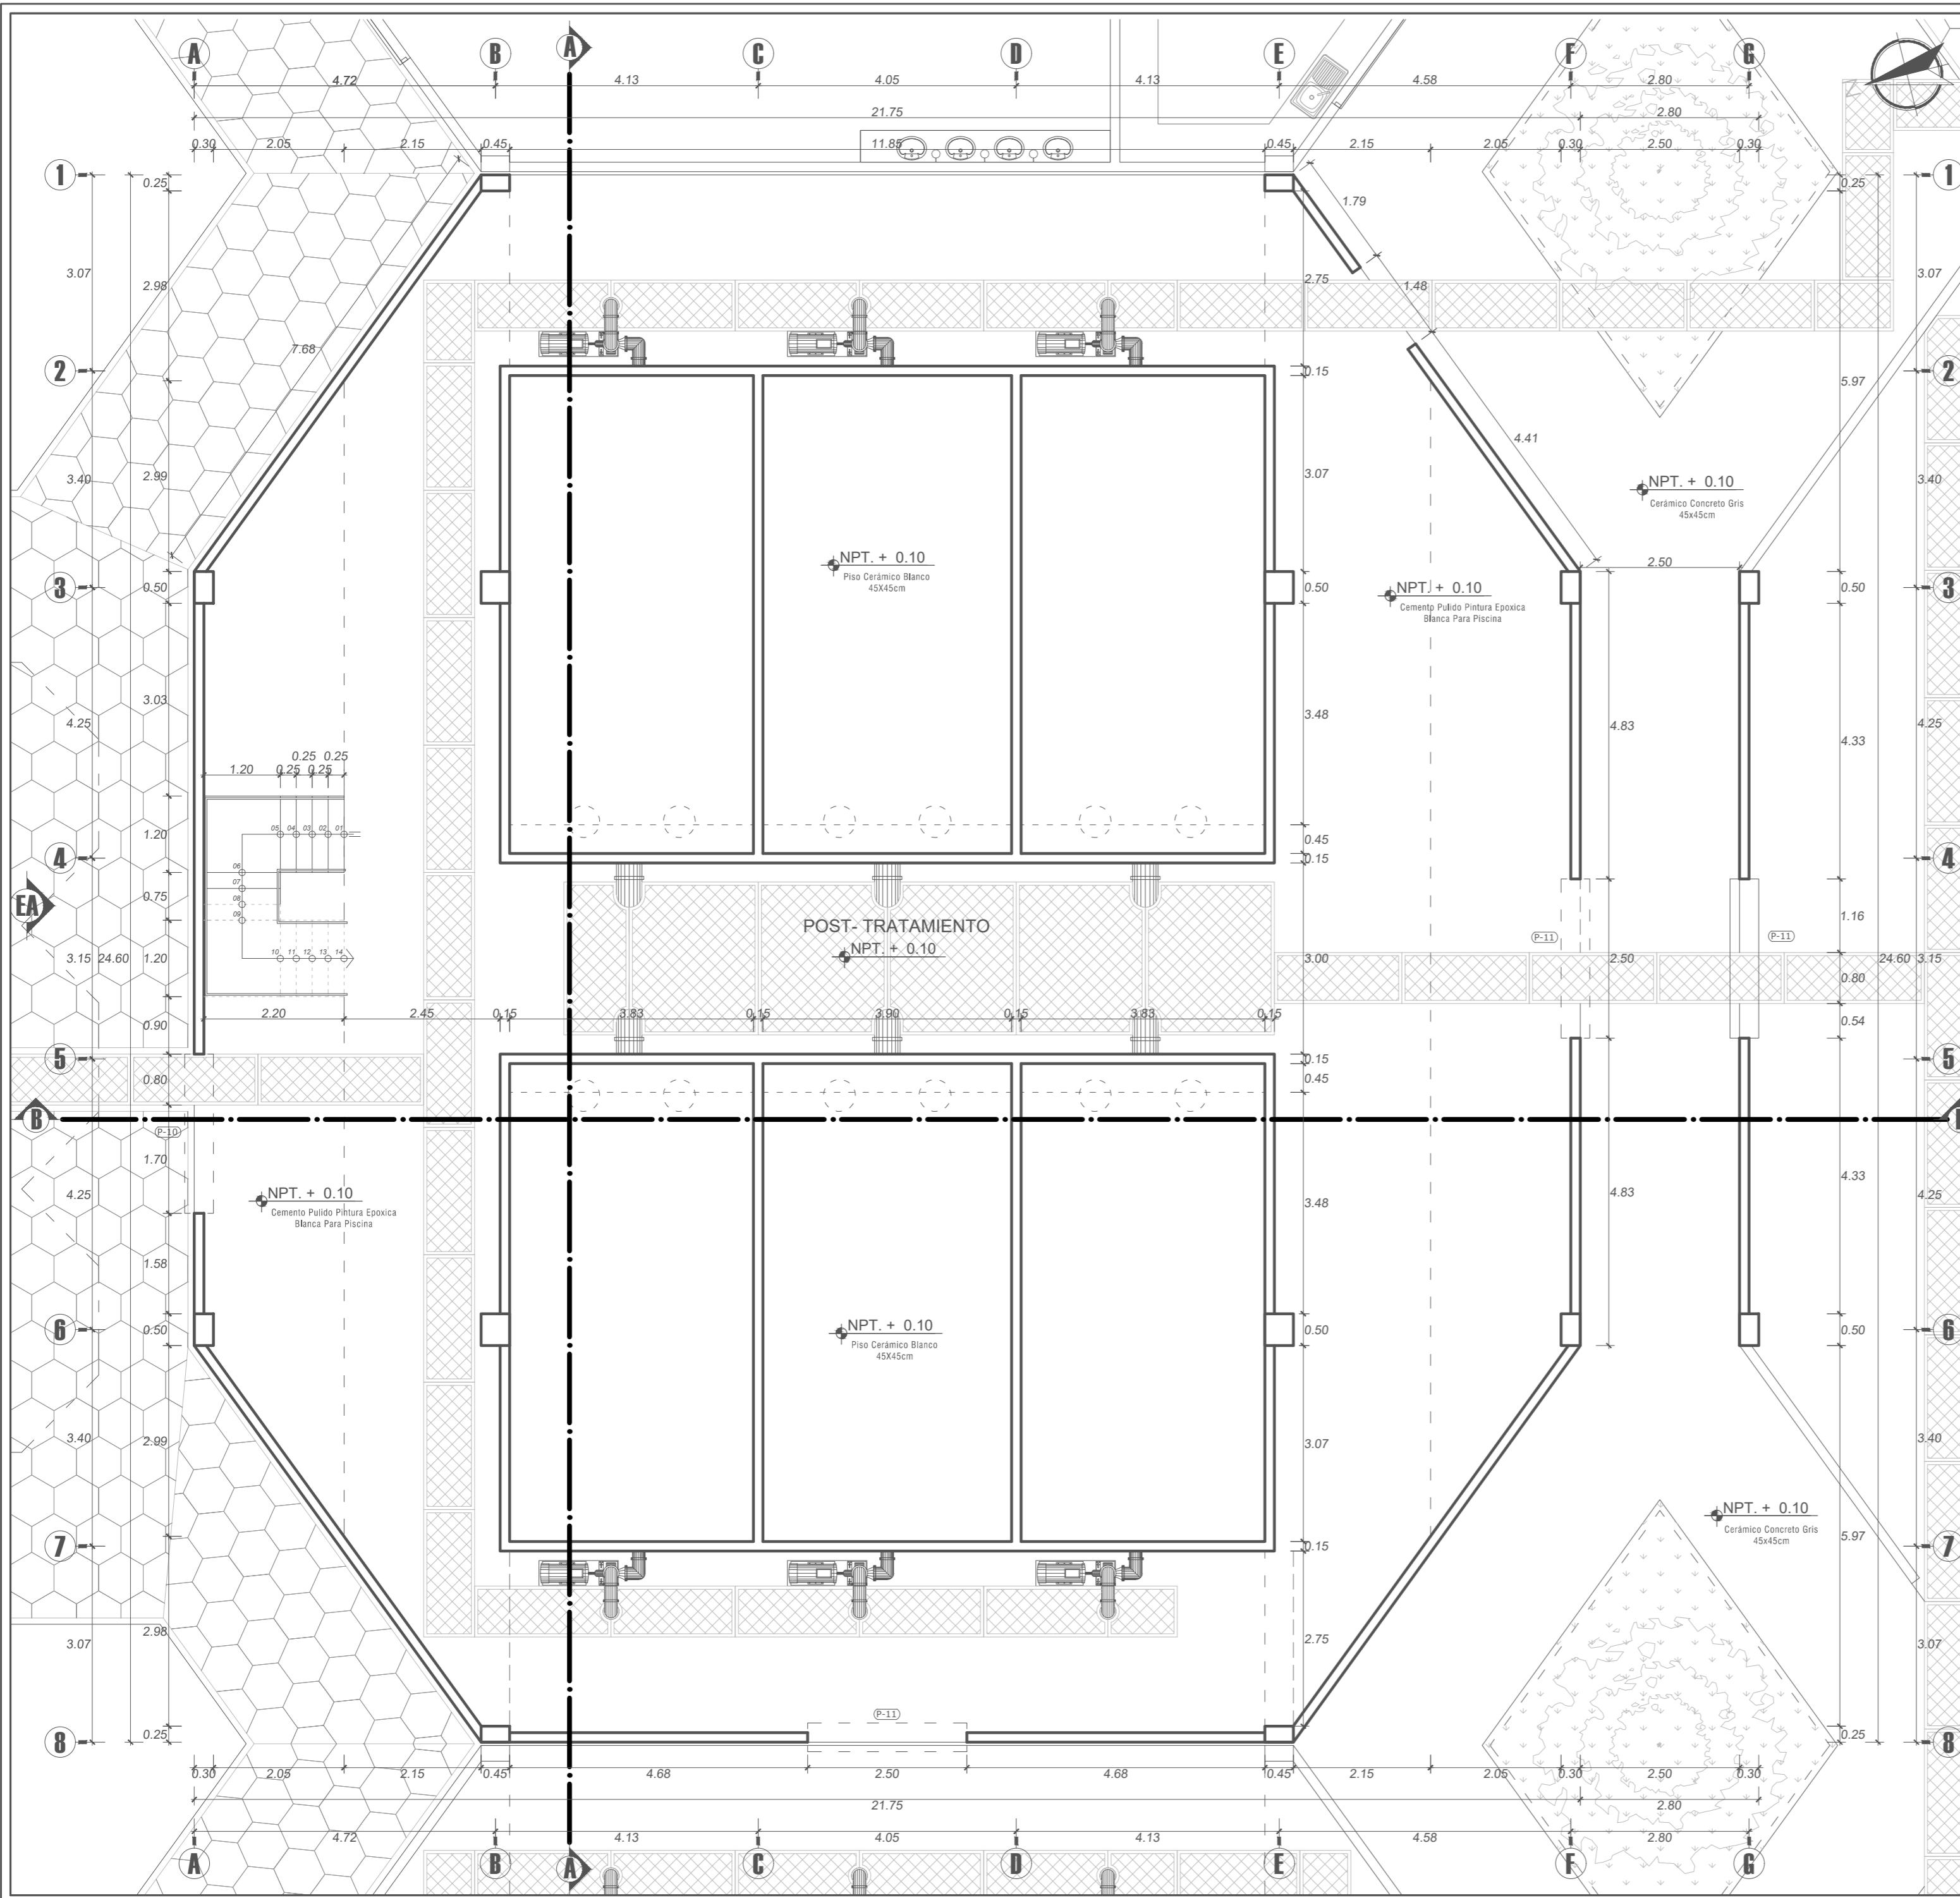 A B A C D E F G
4.72 4.13 4.05 4.13 4.58 2.80
21.75 2.80
0.30 2.05 2.15 0.45 11.85 0.45 2.15 2.05 0.30 2.50 0.30
N
1 0.25 0.25 1
1.79
3.07 2.98 2.75 1.48 3.07
7.68
2 0.15 5.97 2
4.41
3.40 2.99 3.07 3.40
NPT. + 0.10
Cerámico Concreto Gris
45x45cm
NPT. + 0.10
Piso Cerámico Blanco
45X45cm
2.50
3 0.50 0.50 0.50 3
NPT. + 0.10
Cemento Pulido Pintura Epoxica
Blanca Para Piscina
3.03
4.25 3.48 4.83 4.33 4.25
0.25 0.25
1.20 0.25 0.25
1.20 05 04 03 02 01 0.45
4 0.15 4
06
07
08
09
0.75
EA 1.16
POST- TRATAMIENTO
NPT. + 0.10
P-11 P-11
3.15 24.60 1.20 10 11 12 13 14 3.00 2.50 24.60 3.15
0.80
2.20 2.45 0.15 3.83 0.15 3.90 0.15 3.83 0.15
0.90 0.54
5 0.15 5
0.80 0.45
B
P-10
1.70
4.25 3.48 4.83 4.33 4.25
NPT. + 0.10
Cemento Pulido Pintura Epoxica
Blanca Para Piscina
1.58
6 0.50 0.50 0.50 6
NPT. + 0.10
Piso Cerámico Blanco
45X45cm
3.40 2.99 3.07 3.40
NPT. + 0.10
Cerámico Concreto Gris
45x45cm
7 0.15 5.97 7
3.07 2.98 2.75 3.07
P-11
8 0.25 0.25 8
0.30 2.05 2.15 0.45 4.68 2.50 4.68 0.45 2.15 2.05 0.30 2.50 0.30
21.75 2.80
4.72 4.13 4.05 4.13 4.58 2.80
A B A C D E F G